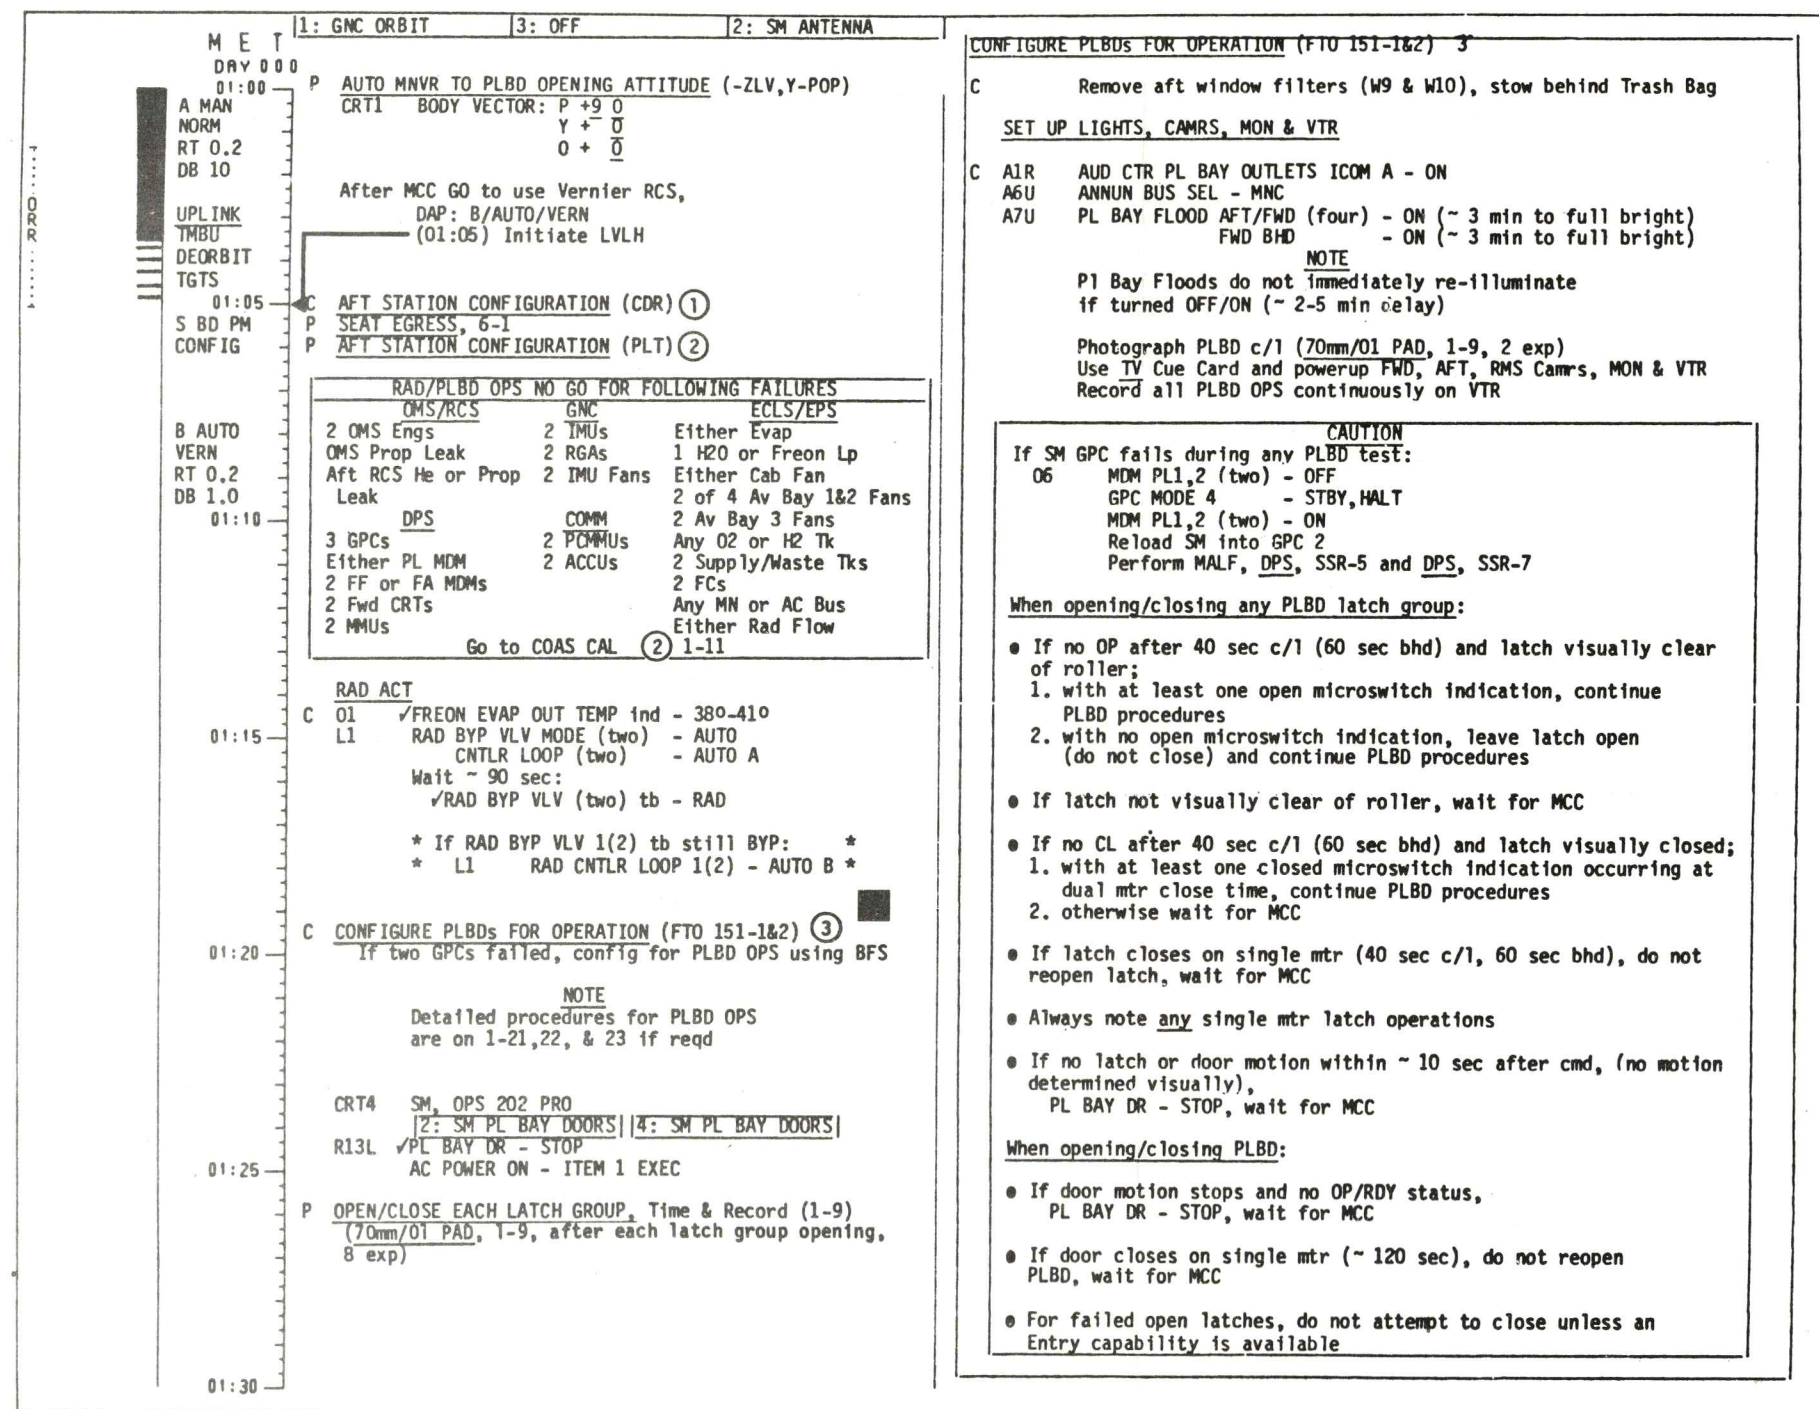 1: GNC ORBIT 3: OFF 2: SM ANTENNA
M E T
DAY 000
01:00
A MAN
NORM
RT 0.2
DB 10
UPLINK
TMBU
DEORBIT
TGTS
01:05
S BD PM
CONFIG
B AUTO
VERN
RT 0.2
DB 1.0
01:10
01:15
01:20
01:25
01:30
ORR
P AUTO MNVR TO PLBD OPENING ATTITUDE (-ZLV,Y-POP)
CRT1 BODY VECTOR: P +9 0
Y + 0
O + 0
After MCC GO to use Vernier RCS,
DAP: B/AUTO/VERN
(01:05) Initiate LVLH
C AFT STATION CONFIGURATION (CDR) 1
P SEAT EGRESS, 6-1
P AFT STATION CONFIGURATION (PLT) 2
RAD/PLBD OPS NO GO FOR FOLLOWING FAILURES
OMS/RCS GNC ECLS/EPS
2 OMS Engs 2 IMUs Either Evap
OMS Prop Leak 2 RGAs 1 H2O or Freon Lp
Aft RCS He or Prop 2 IMU Fans Either Cab Fan
Leak 2 of 4 Av Bay 1&2 Fans
DPS COMM 2 Av Bay 3 Fans
3 GPCs 2 PCMMUs Any O2 or H2 Tk
Either PL MDM 2 ACCUs 2 Supply/Waste Tks
2 FF or FA MDMs 2 FCs
2 Fwd CRTs Any MN or AC Bus
2 MMUs Either Rad Flow
Go to COAS CAL 2 1-11
RAD ACT
C O1 √FREON EVAP OUT TEMP ind - 38º-41º
L1 RAD BYP VLV MODE (two) - AUTO
CNTLR LOOP (two) - AUTO A
Wait ~ 90 sec:
√RAD BYP VLV (two) tb - RAD
* If RAD BYP VLV 1(2) tb still BYP: *
* L1 RAD CNTLR LOOP 1(2) - AUTO B *
C CONFIGURE PLBDs FOR OPERATION (FTO 151-1&2) 3
If two GPCs failed, config for PLBD OPS using BFS
NOTE
Detailed procedures for PLBD OPS
are on 1-21,22, & 23 if reqd
CRT4 SM, OPS 202 PRO
2: SM PL BAY DOORS 4: SM PL BAY DOORS
R13L √PL BAY DR - STOP
AC POWER ON - ITEM 1 EXEC
P OPEN/CLOSE EACH LATCH GROUP, Time & Record (1-9)
(70mm/01 PAD, 1-9, after each latch group opening,
8 exp)
CONFIGURE PLBDs FOR OPERATION (FTO 151-1&2) 3
C Remove aft window filters (W9 & W10), stow behind Trash Bag
SET UP LIGHTS, CAMRS, MON & VTR
C A1R AUD CTR PL BAY OUTLETS ICOM A - ON
A6U ANNUN BUS SEL - MNC
A7U PL BAY FLOOD AFT/FWD (four) - ON (~ 3 min to full bright)
FWD BHD - ON (~ 3 min to full bright)
NOTE
Pl Bay Floods do not immediately re-illuminate
if turned OFF/ON (~ 2-5 min delay)
Photograph PLBD c/l (70mm/01 PAD, 1-9, 2 exp)
Use TV Cue Card and powerup FWD, AFT, RMS Camrs, MON & VTR
Record all PLBD OPS continuously on VTR
CAUTION
If SM GPC fails during any PLBD test:
O6 MDM PL1,2 (two) - OFF
GPC MODE 4 - STBY,HALT
MDM PL1,2 (two) - ON
Reload SM into GPC 2
Perform MALF, DPS, SSR-5 and DPS, SSR-7
When opening/closing any PLBD latch group:
● If no OP after 40 sec c/l (60 sec bhd) and latch visually clear
of roller;
1. with at least one open microswitch indication, continue
PLBD procedures
2. with no open microswitch indication, leave latch open
(do not close) and continue PLBD procedures
● If latch not visually clear of roller, wait for MCC
● If no CL after 40 sec c/l (60 sec bhd) and latch visually closed;
1. with at least one closed microswitch indication occurring at
dual mtr close time, continue PLBD procedures
2. otherwise wait for MCC
● If latch closes on single mtr (40 sec c/l, 60 sec bhd), do not
reopen latch, wait for MCC
● Always note any single mtr latch operations
● If no latch or door motion within ~ 10 sec after cmd, (no motion
determined visually),
PL BAY DR - STOP, wait for MCC
When opening/closing PLBD:
● If door motion stops and no OP/RDY status,
PL BAY DR - STOP, wait for MCC
● If door closes on single mtr (~ 120 sec), do not reopen
PLBD, wait for MCC
● For failed open latches, do not attempt to close unless an
Entry capability is available